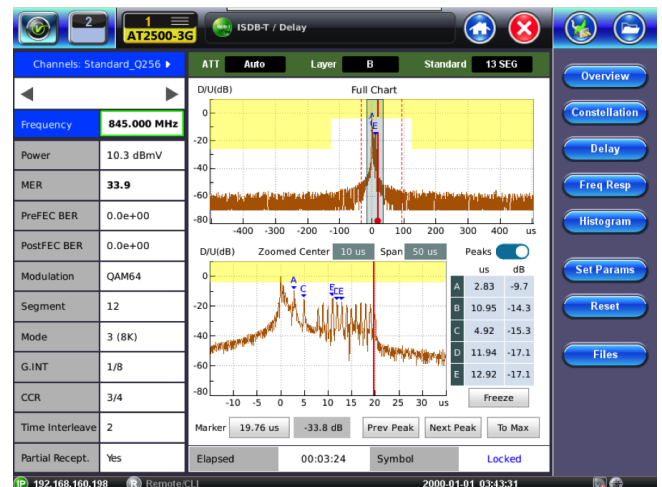 2
1
AT2500-3G
ISDB-T / Delay
Channels: Standard_Q256
ATT Auto Layer B Standard 13 SEG
Frequency 845.000 MHz
Power 10.3 dBmV
MER 33.9
PreFEC BER 0.0e+00
PostFEC BER 0.0e+00
Modulation QAM64
Segment 12
Mode 3 (8K)
G.INT 1/8
CCR 3/4
Time Interleave 2
Partial Recept. Yes
D/U(dB) Full Chart
0
-20
-40
-60
-80
-400 -300 -200 -100 0 100 200 300 400 us
A
E
D/U(dB) Zoomed Center 10 us Span 50 us Peaks
0
-20
-40
-60
-80
-10 -5 0 5 10 15 20 25 30 us
A
C
E
C
E
us dB
A 2.83 -9.7
B 10.95 -14.3
C 4.92 -15.3
D 11.94 -17.1
E 12.92 -17.1
Freeze
Marker 19.76 us -33.8 dB Prev Peak Next Peak To Max
Elapsed 00:03:24 Symbol Locked
Overview
Constellation
Delay
Freq Resp
Histogram
Set Params
Reset
Files
IP 192.168.160.198 R Remote/CLI 2000-01-01 03:43:31